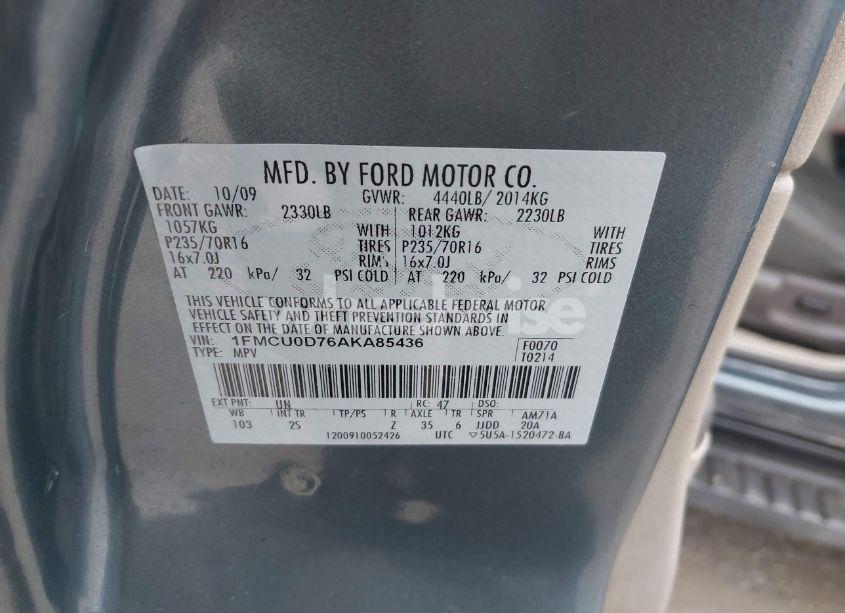 MFD. BY FORD MOTOR CO.
DATE: 10/09 GVWR: 4440LB/ 2014KG
FRONT GAWR: 2330LB REAR GAWR: 2230LB
1057KG WITH 1012KG WITH
P235/70R16 TIRES P235/70R16 TIRES
16x7.0J RIMS 16x7.0J RIMS
AT 220 kPa/ 32 PSI COLD AT 220 kPa/ 32 PSI COLD
THIS VEHICLE CONFORMS TO ALL APPLICABLE FEDERAL MOTOR
VEHICLE SAFETY AND THEFT PREVENTION STANDARDS IN
EFFECT ON THE DATE OF MANUFACTURE SHOWN ABOVE.
VIN: 1FMCU0D76AKA85436 F0070
TYPE: MPV T0214
EXT PNT: UN RC: 47 DSO:
WB INT TR TP/PS R AXLE TR SPR AM71A
103 2S Z 35 6 JJDD 20A
1200910052426 UTC 5U5A-1520472-BA